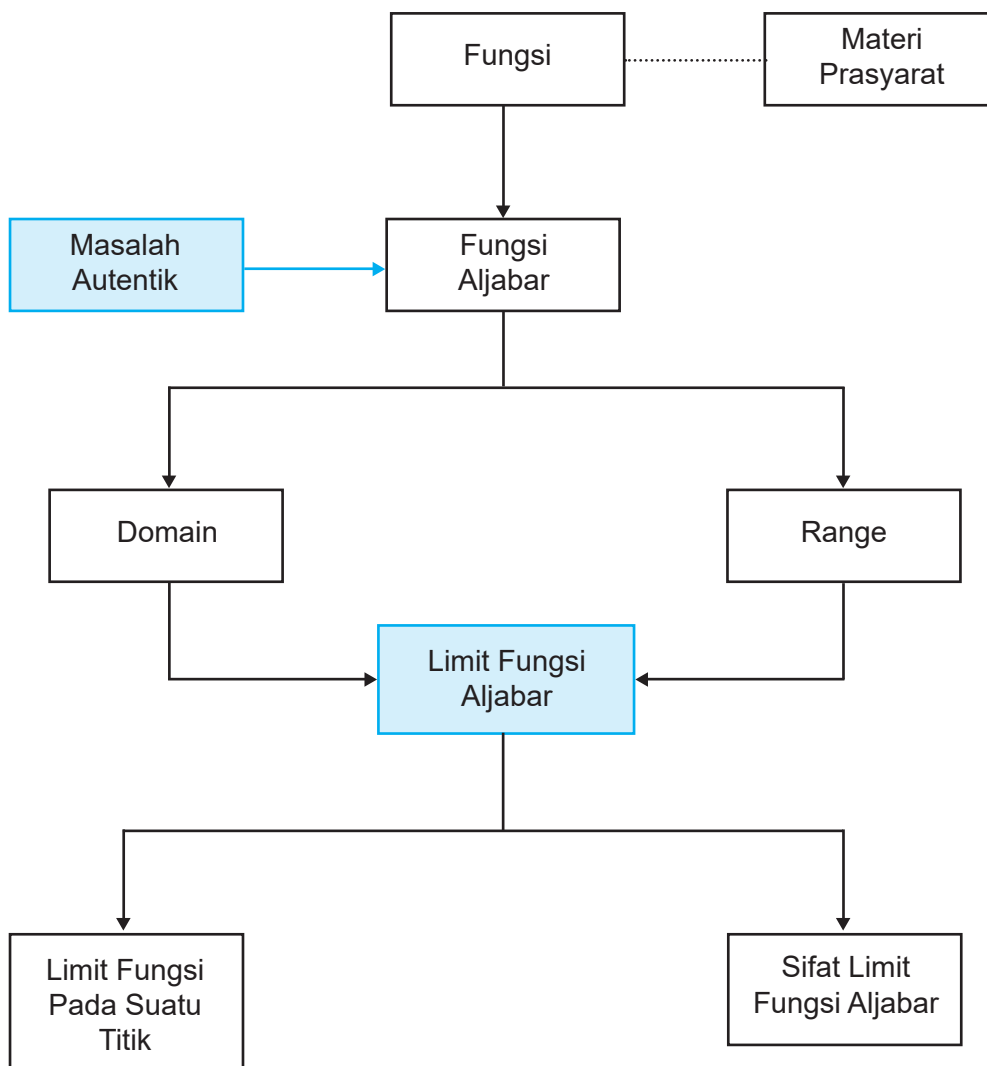 Fungsi
Materi
Prasyarat
Masalah
Autentik
Fungsi
Aljabar
Domain
Range
Limit Fungsi
Aljabar
Limit Fungsi
Pada Suatu
Titik
Sifat Limit
Fungsi Aljabar